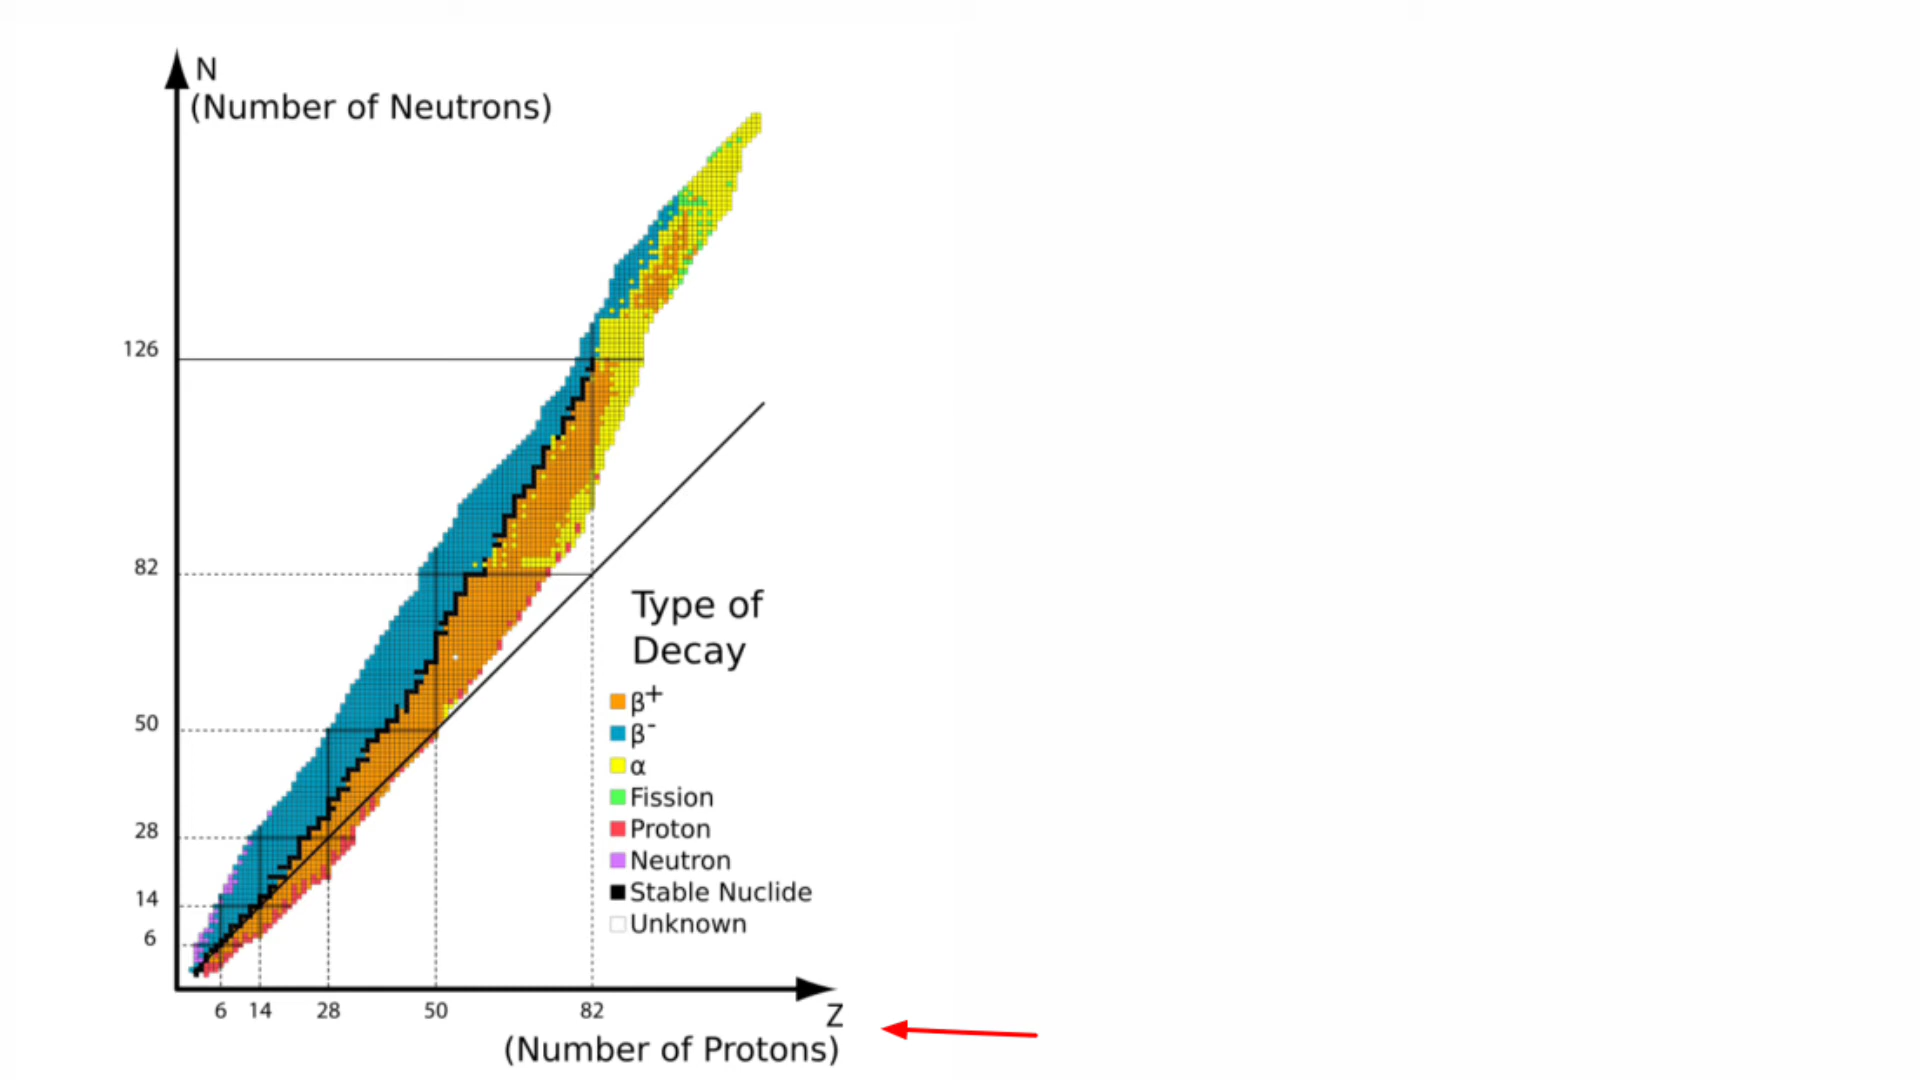 N
(Number of Neutrons)
126
82
50
28
14
6
Type of
Decay
β+
β-
α
Fission
Proton
Neutron
Stable Nuclide
Unknown
6 14 28 50 82 Z
(Number of Protons)